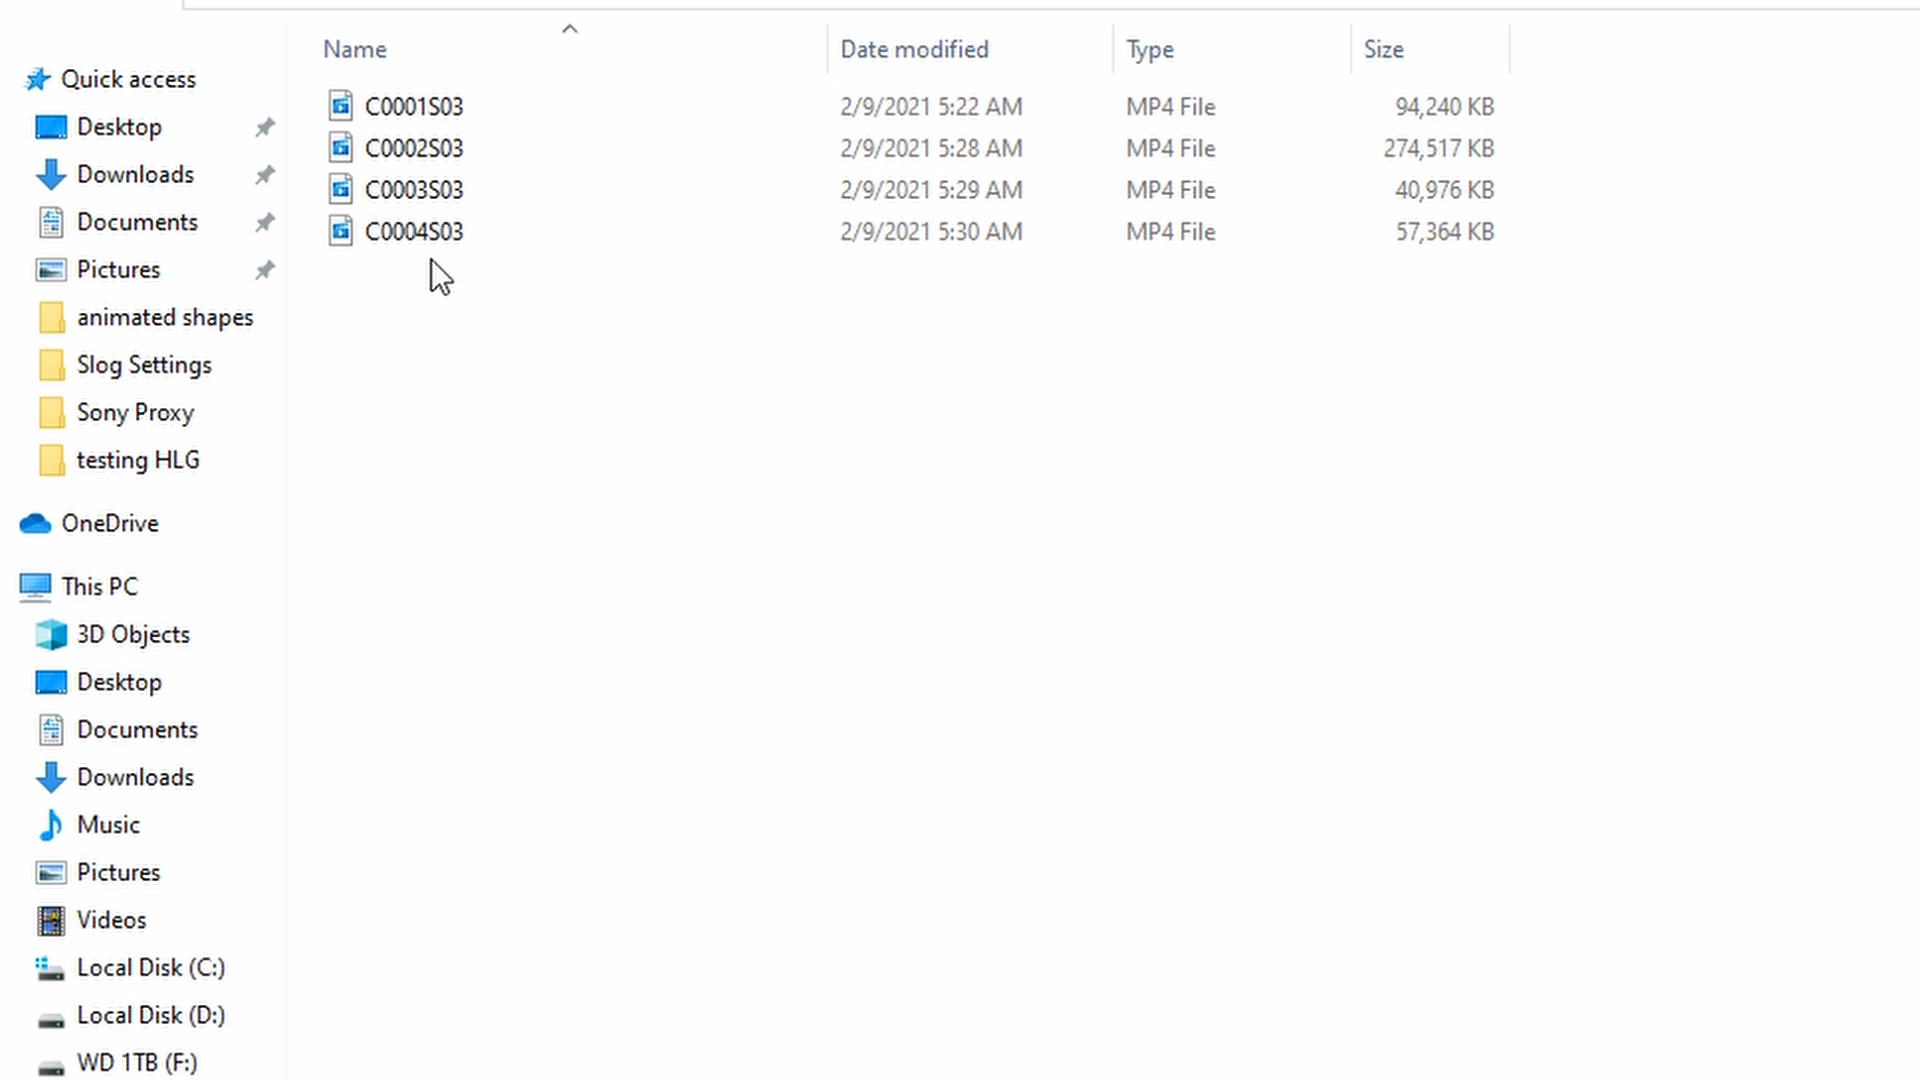 Name Date modified Type Size
C0001S03 2/9/2021 5:22 AM MP4 File 94,240 KB
C0002S03 2/9/2021 5:28 AM MP4 File 274,517 KB
C0003S03 2/9/2021 5:29 AM MP4 File 40,976 KB
C0004S03 2/9/2021 5:30 AM MP4 File 57,364 KB
Quick access
Desktop
Downloads
Documents
Pictures
animated shapes
Slog Settings
Sony Proxy
testing HLG
OneDrive
This PC
3D Objects
Desktop
Documents
Downloads
Music
Pictures
Videos
Local Disk (C:)
Local Disk (D:)
WD 1TB (F:)